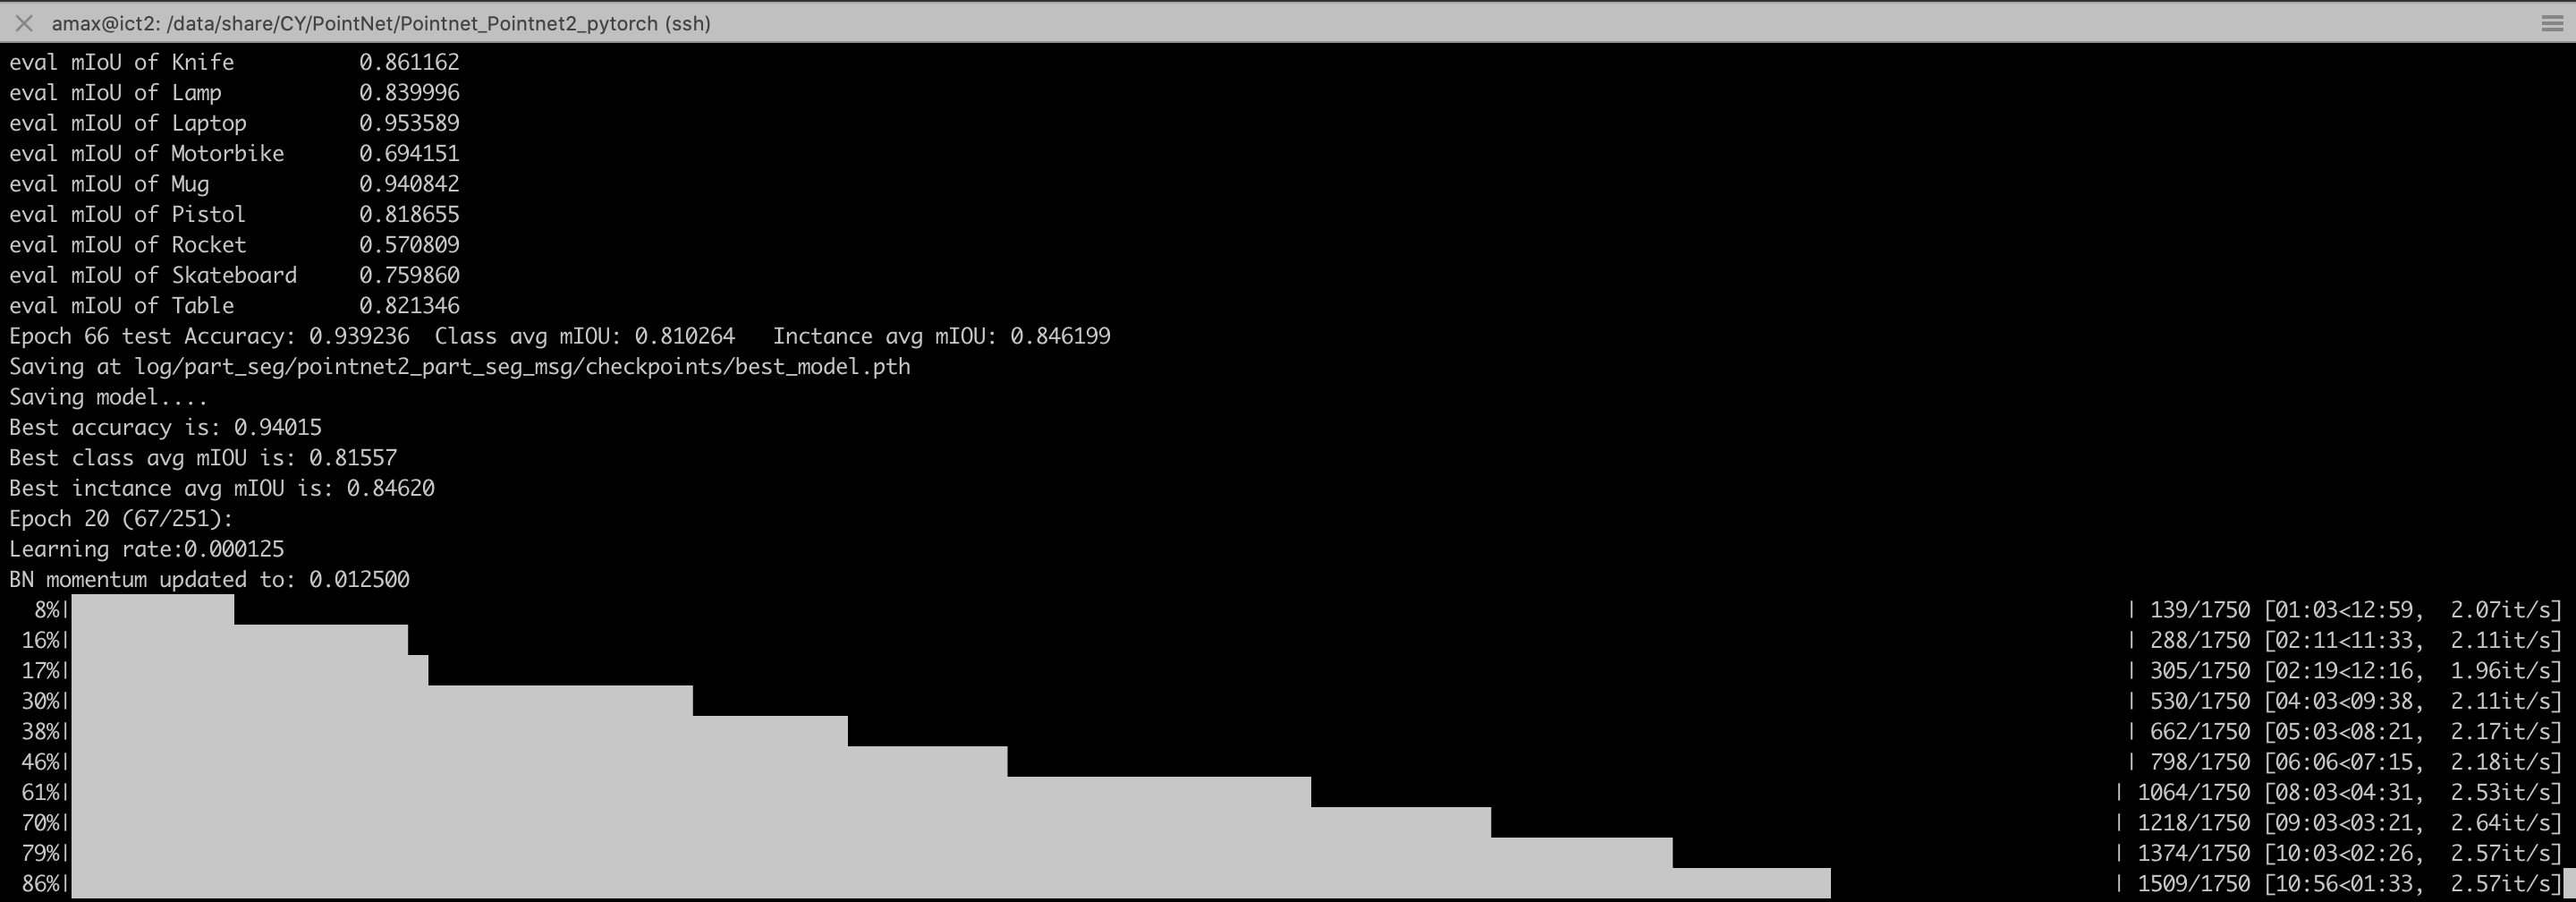 amax@ict2: /data/share/CY/PointNet/Pointnet_Pointnet2_pytorch (ssh)
eval mIoU of Knife          0.861162
eval mIoU of Lamp           0.839996
eval mIoU of Laptop         0.953589
eval mIoU of Motorbike      0.694151
eval mIoU of Mug            0.940842
eval mIoU of Pistol         0.818655
eval mIoU of Rocket         0.570809
eval mIoU of Skateboard     0.759860
eval mIoU of Table          0.821346
Epoch 66 test Accuracy: 0.939236  Class avg mIOU: 0.810264   Inctance avg mIOU: 0.846199
Saving at log/part_seg/pointnet2_part_seg_msg/checkpoints/best_model.pth
Saving model....
Best accuracy is: 0.94015
Best class avg mIOU is: 0.81557
Best inctance avg mIOU is: 0.84620
Epoch 20 (67/251):
Learning rate:0.000125
BN momentum updated to: 0.012500
8%| | 139/1750 [01:03<12:59,  2.07it/s]
16%| | 288/1750 [02:11<11:33,  2.11it/s]
17%| | 305/1750 [02:19<12:16,  1.96it/s]
30%| | 530/1750 [04:03<09:38,  2.11it/s]
38%| | 662/1750 [05:03<08:21,  2.17it/s]
46%| | 798/1750 [06:06<07:15,  2.18it/s]
61%| | 1064/1750 [08:03<04:31,  2.53it/s]
70%| | 1218/1750 [09:03<03:21,  2.64it/s]
79%| | 1374/1750 [10:03<02:26,  2.57it/s]
86%| | 1509/1750 [10:56<01:33,  2.57it/s]